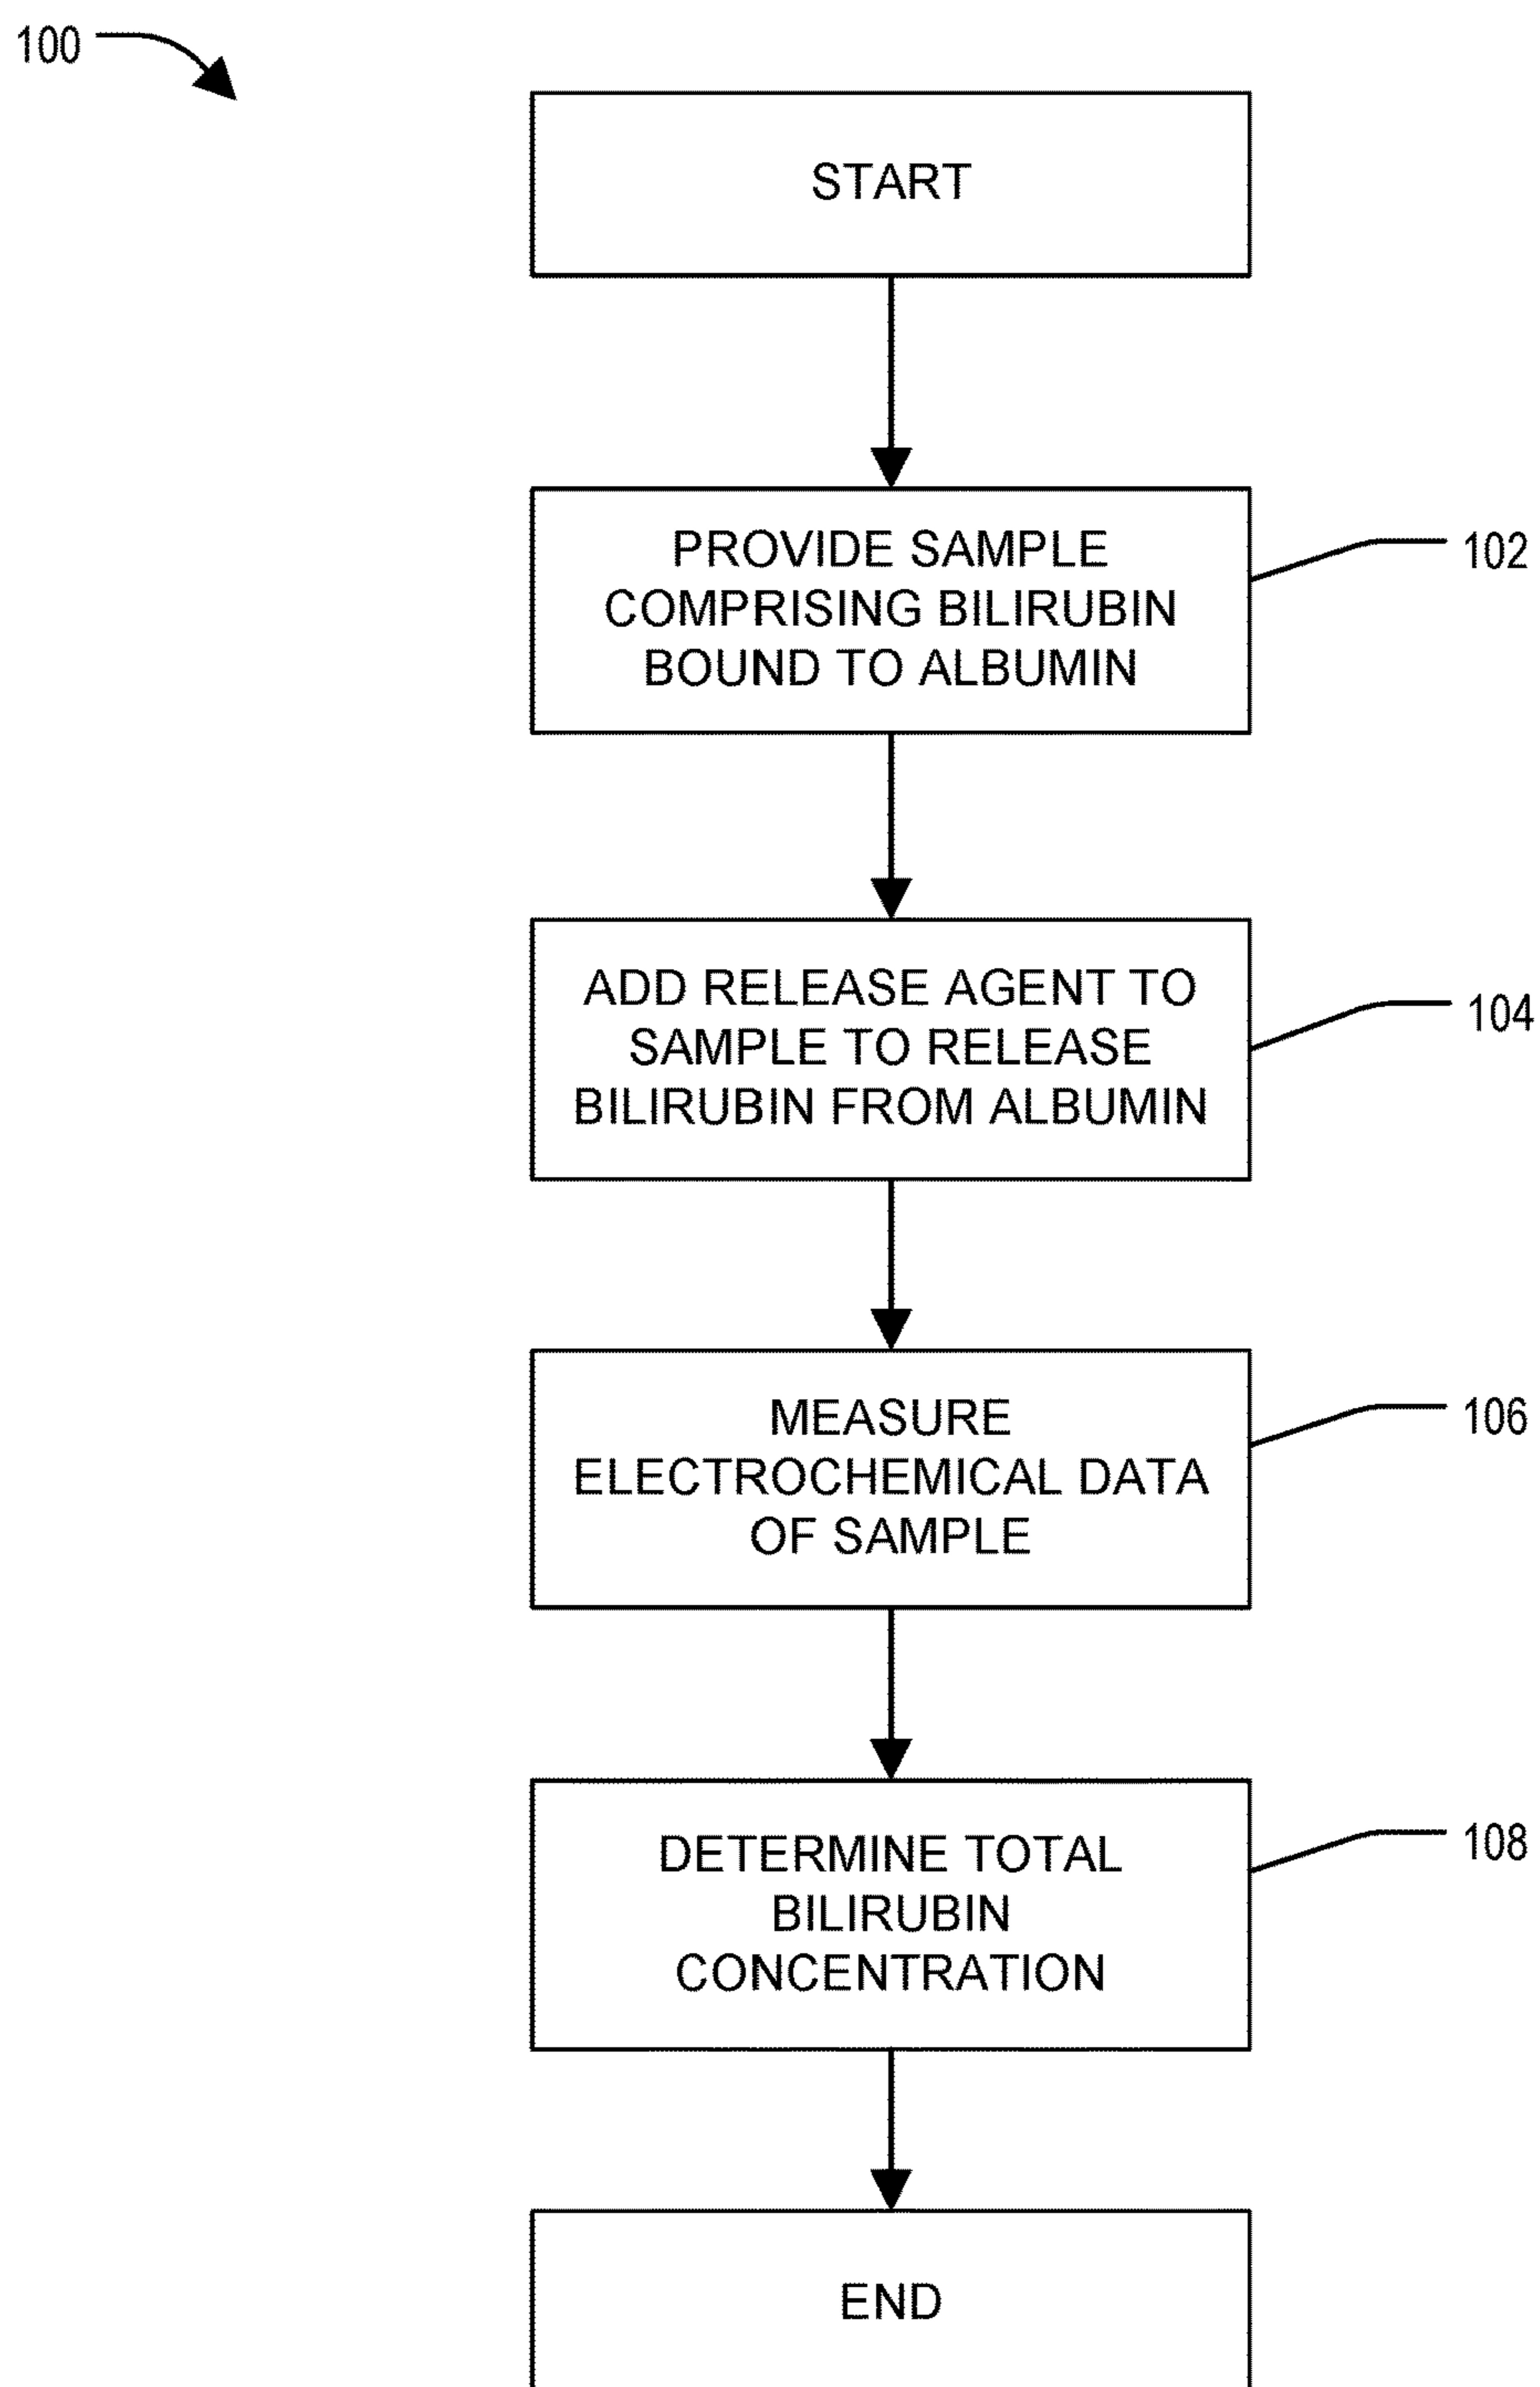 100
START
PROVIDE SAMPLE
COMPRISING BILIRUBIN
BOUND TO ALBUMIN
102
ADD RELEASE AGENT TO
SAMPLE TO RELEASE
BILIRUBIN FROM ALBUMIN
104
MEASURE
ELECTROCHEMICAL DATA
OF SAMPLE
106
DETERMINE TOTAL
BILIRUBIN
CONCENTRATION
108
END